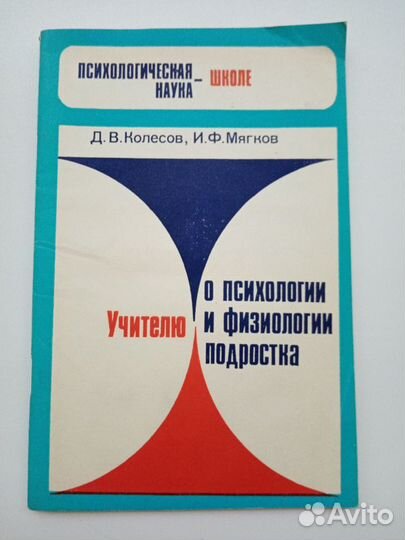 ПСИХОЛОГИЧЕСКАЯ
НАУКА – ШКОЛЕ
Д. В. Колесов, И. Ф. Мягков
Учителю
о психологии
и физиологии
подростка
Avito